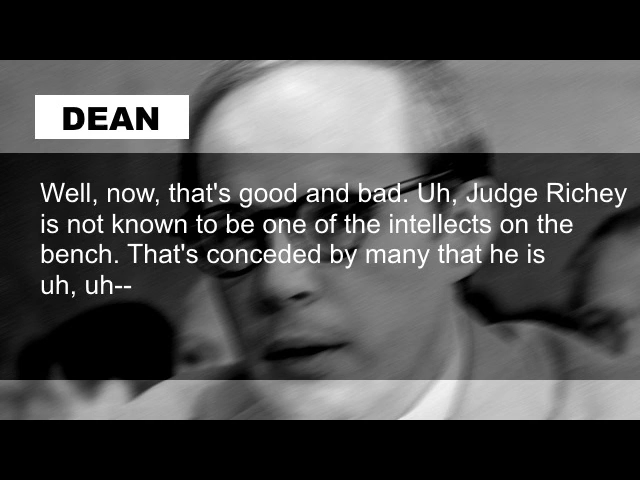 DEAN
Well, now, that's good and bad. Uh, Judge Richey
is not known to be one of the intellects on the
bench. That's conceded by many that he is
uh, uh--